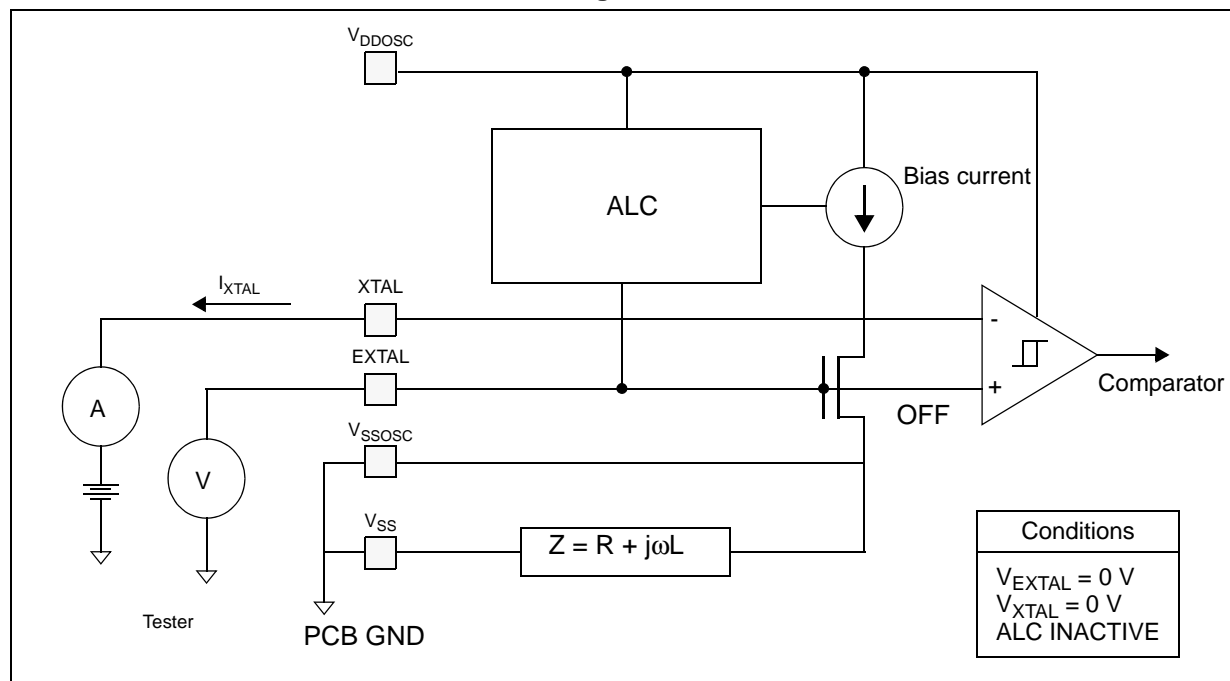 VDDOSC
ALC
Bias current
IXTAL
XTAL
-
EXTAL
+
Comparator
OFF
A
VSSOSC
V
VSS
Z = R + jωL
Conditions
VEXTAL = 0 V
VXTAL = 0 V
ALC INACTIVE
Tester
PCB GND